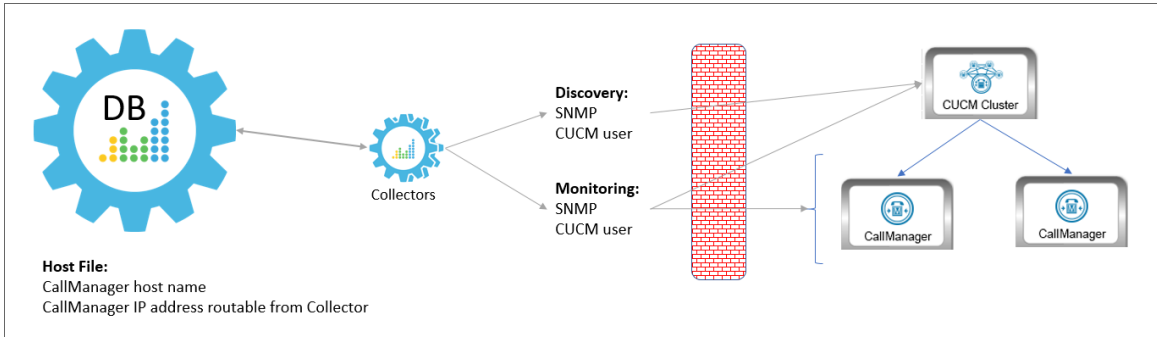 DB
Collectors
Discovery:
SNMP
CUCM user
Monitoring:
SNMP
CUCM user
CUCM Cluster
CallManager
CallManager
Host File:
CallManager host name
CallManager IP address routable from Collector